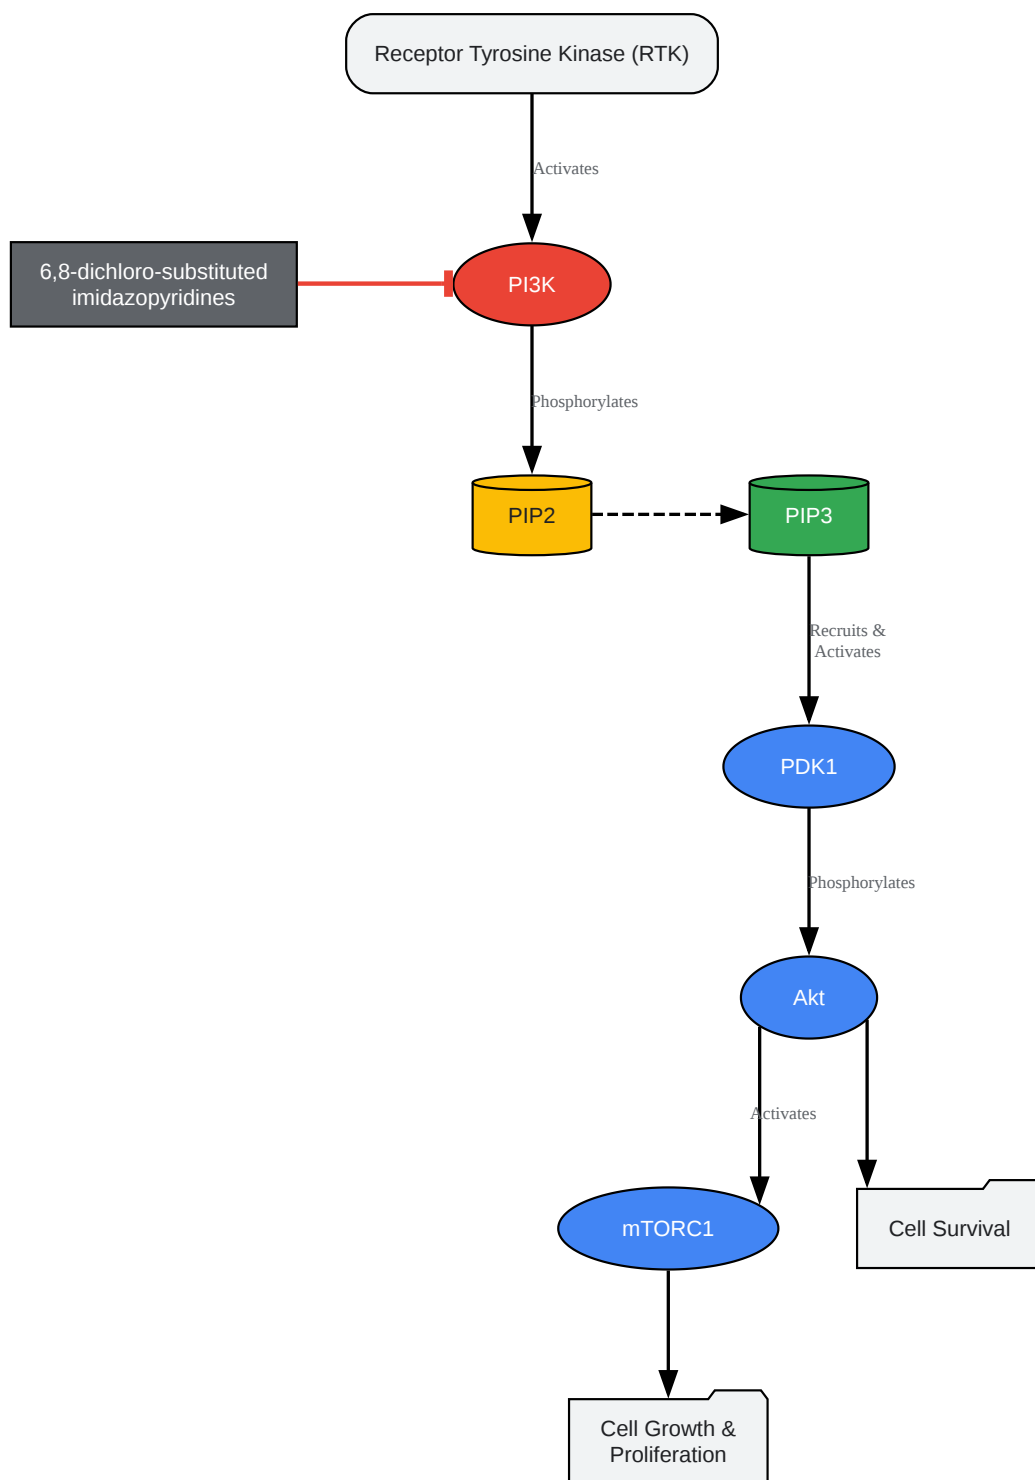 Receptor Tyrosine Kinase (RTK)
Activates
6,8-dichloro-substituted
imidazopyridines
PI3K
Phosphorylates
PIP2
PIP3
Recruits &
Activates
PDK1
Phosphorylates
Akt
Activates
mTORC1
Cell Survival
Cell Growth &
Proliferation